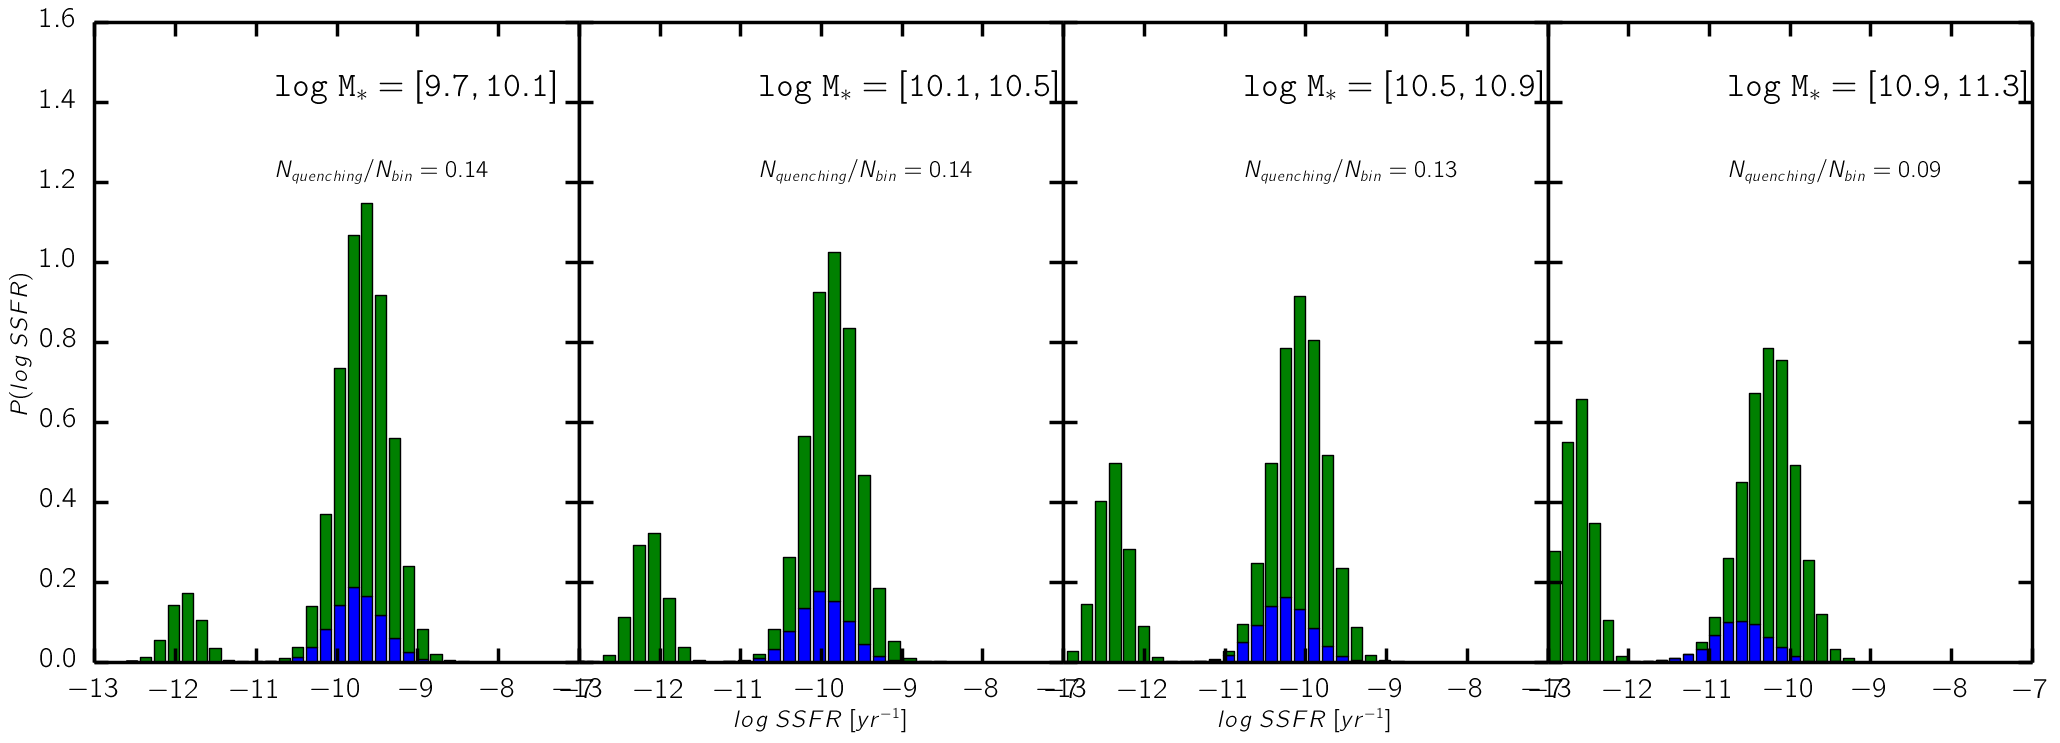 1.6
1.4
1.2
1.0
0.8
0.6
0.4
0.2
0.0
P(log SSFR)
log M* = [9.7, 10.1]
N_quenching/N_bin = 0.14
log M* = [10.1, 10.5]
N_quenching/N_bin = 0.14
log M* = [10.5, 10.9]
N_quenching/N_bin = 0.13
log M* = [10.9, 11.3]
N_quenching/N_bin = 0.09
−13 −12 −11 −10 −9 −8 −7
−13 −12 −11 −10 −9 −8 −7
−13 −12 −11 −10 −9 −8 −7
−13 −12 −11 −10 −9 −8 −7
log SSFR [yr⁻¹]
log SSFR [yr⁻¹]